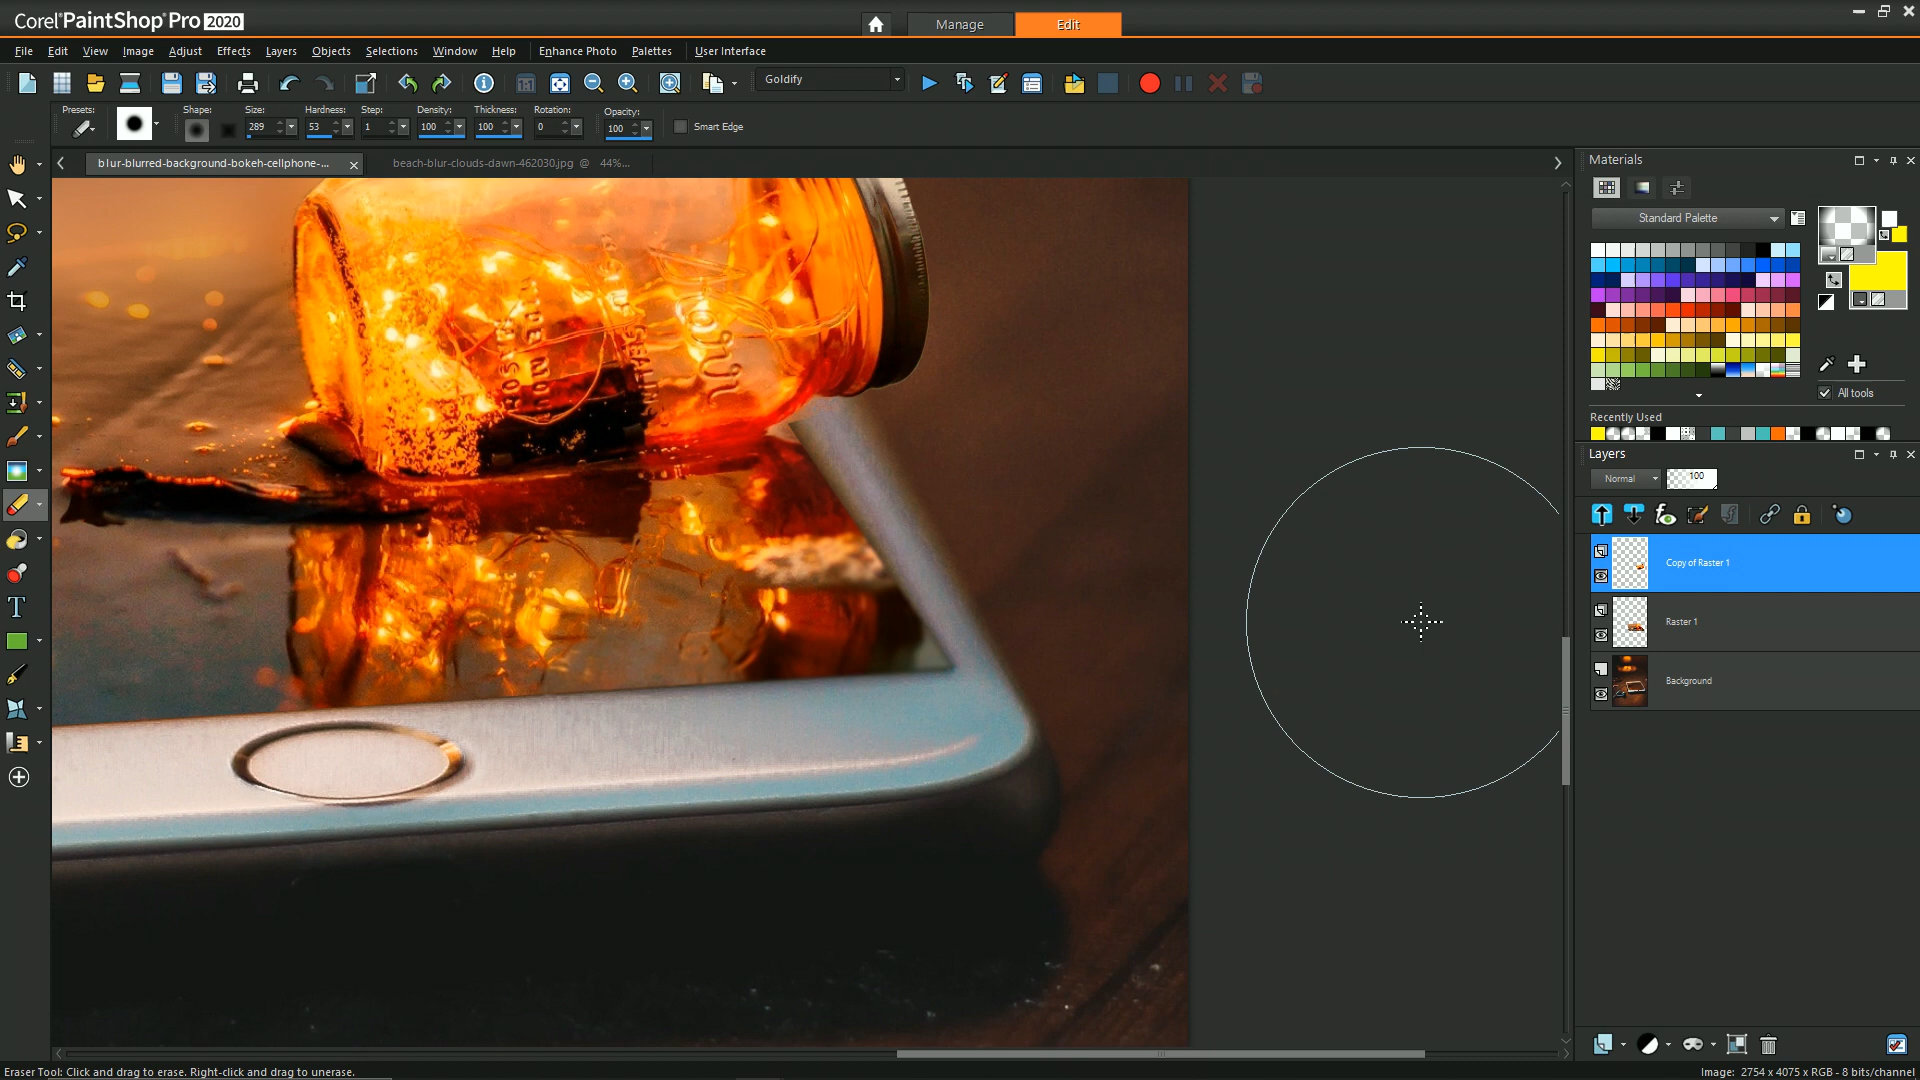 Corel®PaintShop®Pro 2020
Manage
Edit
File Edit View Image Adjust Effects Layers Objects Selections Window Help Enhance Photo Palettes User Interface
Goldify
Presets:
Shape:
Size:
289
Hardness:
53
Step:
1
Density:
100
Thickness:
100
Rotation:
0
Opacity:
100
Smart Edge
blur-blurred-background-bokeh-cellphone-...
beach-blur-clouds-dawn-462030.jpg @ 44%...
Materials
Standard Palette
All tools
Recently Used
Layers
Normal
100
Copy of Raster 1
Raster 1
Background
Eraser Tool: Click and drag to erase. Right-click and drag to unerase.
Image: 2754 x 4075 x RGB - 8 bits/channel